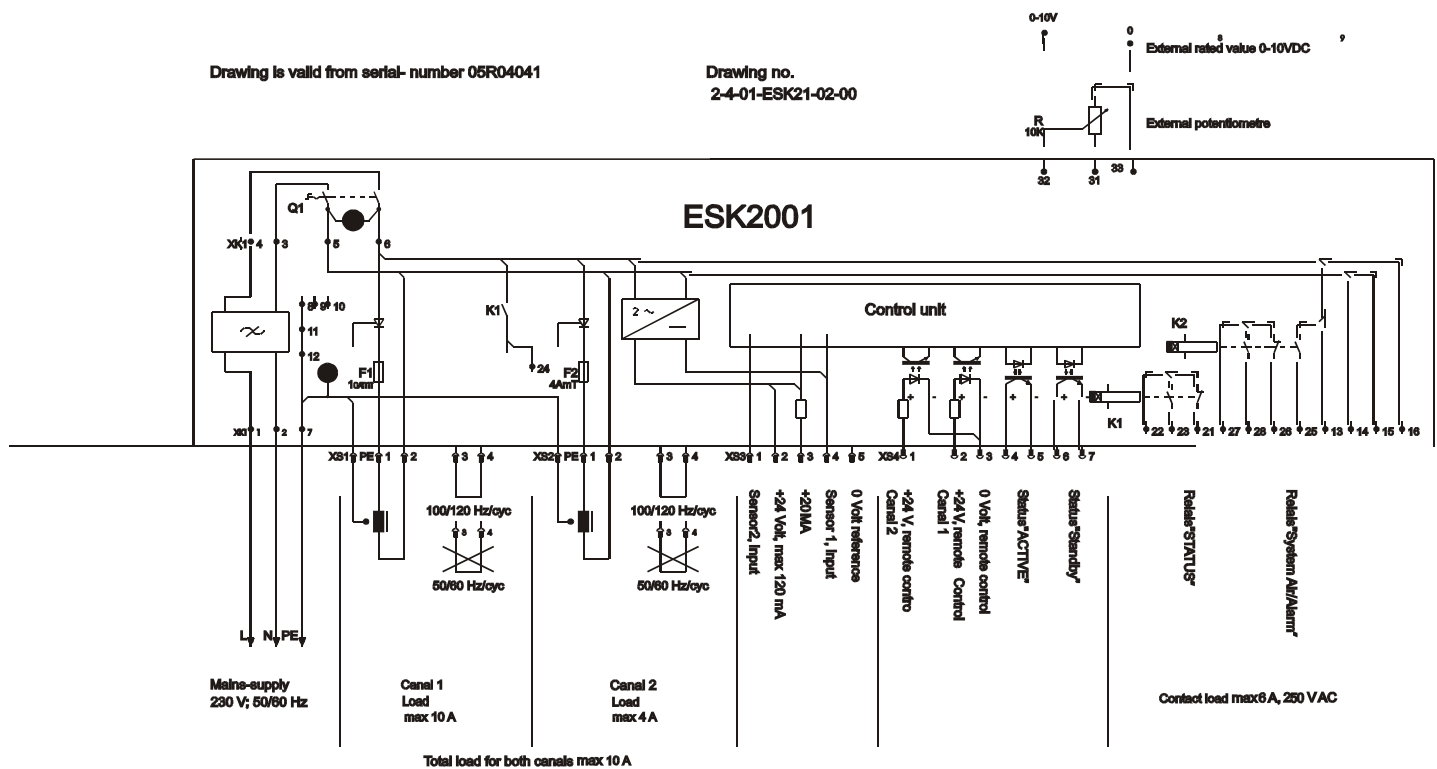 0-10V
0
8
9
External rated value 0-10VDC
Drawing is valid from serial- number 05R04041
Drawing no.
2-4-01-ESK21-02-00
R
10K
External potentiometre
32
31
33
Q1
ESK2001
XK1 4
3
5
6
8 9 10
11
12
K1
24
F1
F2
4AmT
2 ~
Control unit
K2
K1
+
-
+
-
+
-
+
-
XK1 1
2
7
22
23
21
27
28
26
25
13
14
15
16
XS1 PE 1
2
3
4
XS2 PE 1
2
3
4
XS3 1
2
3
4
5
XS4 1
2
3
4
5
6
7
100/120 Hz/cyc
3
4
50/60 Hz/cyc
100/120 Hz/cyc
3
4
50/60 Hz/cyc
Sensor2, Input
+24 Volt, max 120 mA
+20MA
Sensor 1, Input
0 Volt reference
+24 V, remote contro
Canal 2
+24 V, remote Control
Canal 1
0 Volt, remote control
Status"ACTIVE"
Status"Standby"
Relais"STATUS"
Relais"System Air/Alarm"
L
N
PE
Mains-supply
230 V; 50/60 Hz
Canal 1
Load
max 10 A
Canal 2
Load
max 4 A
Contact load max 6 A, 250 VAC
Total load for both canals max 10 A